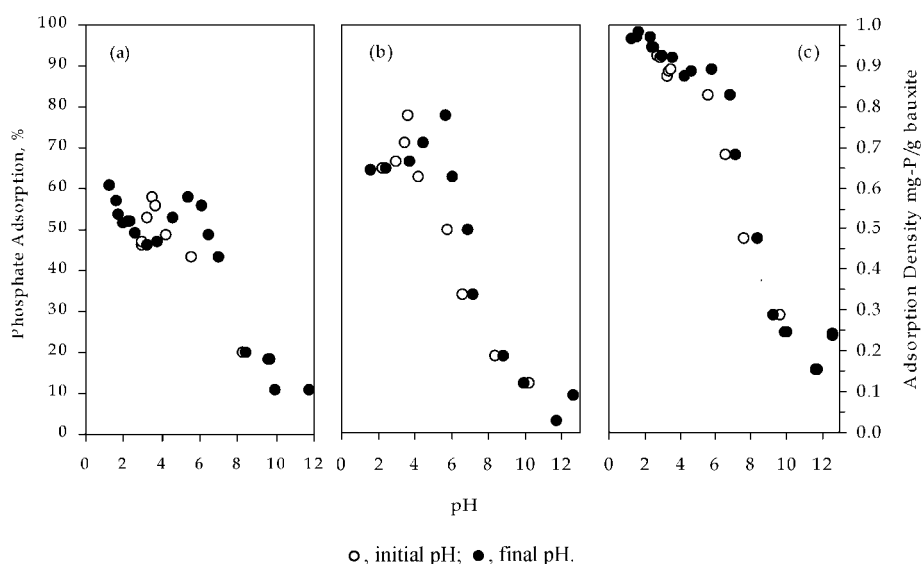 100
90
80
70
60
50
40
30
20
10
0
Phosphate Adsorption, %
(a)
0 2 4 6 8 10 12
(b)
0 2 4 6 8 10 12
(c)
0 2 4 6 8 10 12
1.0
0.9
0.8
0.7
0.6
0.5
0.4
0.3
0.2
0.1
0.0
Adsorption Density mg-P/g bauxite
pH
, initial pH; , final pH.